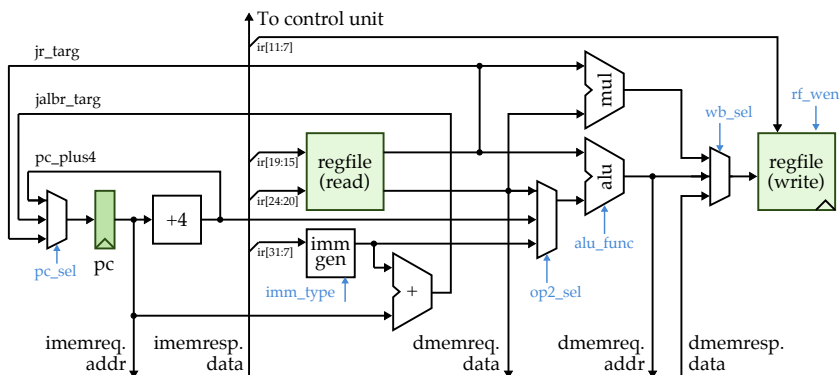 To control unit
ir[11:7]
jr_targ
jalbr_targ
pc_plus4
pc_sel
pc
+4
ir[19:15]
ir[24:20]
regfile
(read)
ir[31:7]
imm
gen
imm_type
+
mul
alu
alu_func
op2_sel
wb_sel
rf_wen
regfile
(write)
imemreq.
addr
imemresp.
data
dmemreq.
data
dmemreq.
addr
dmemresp.
data